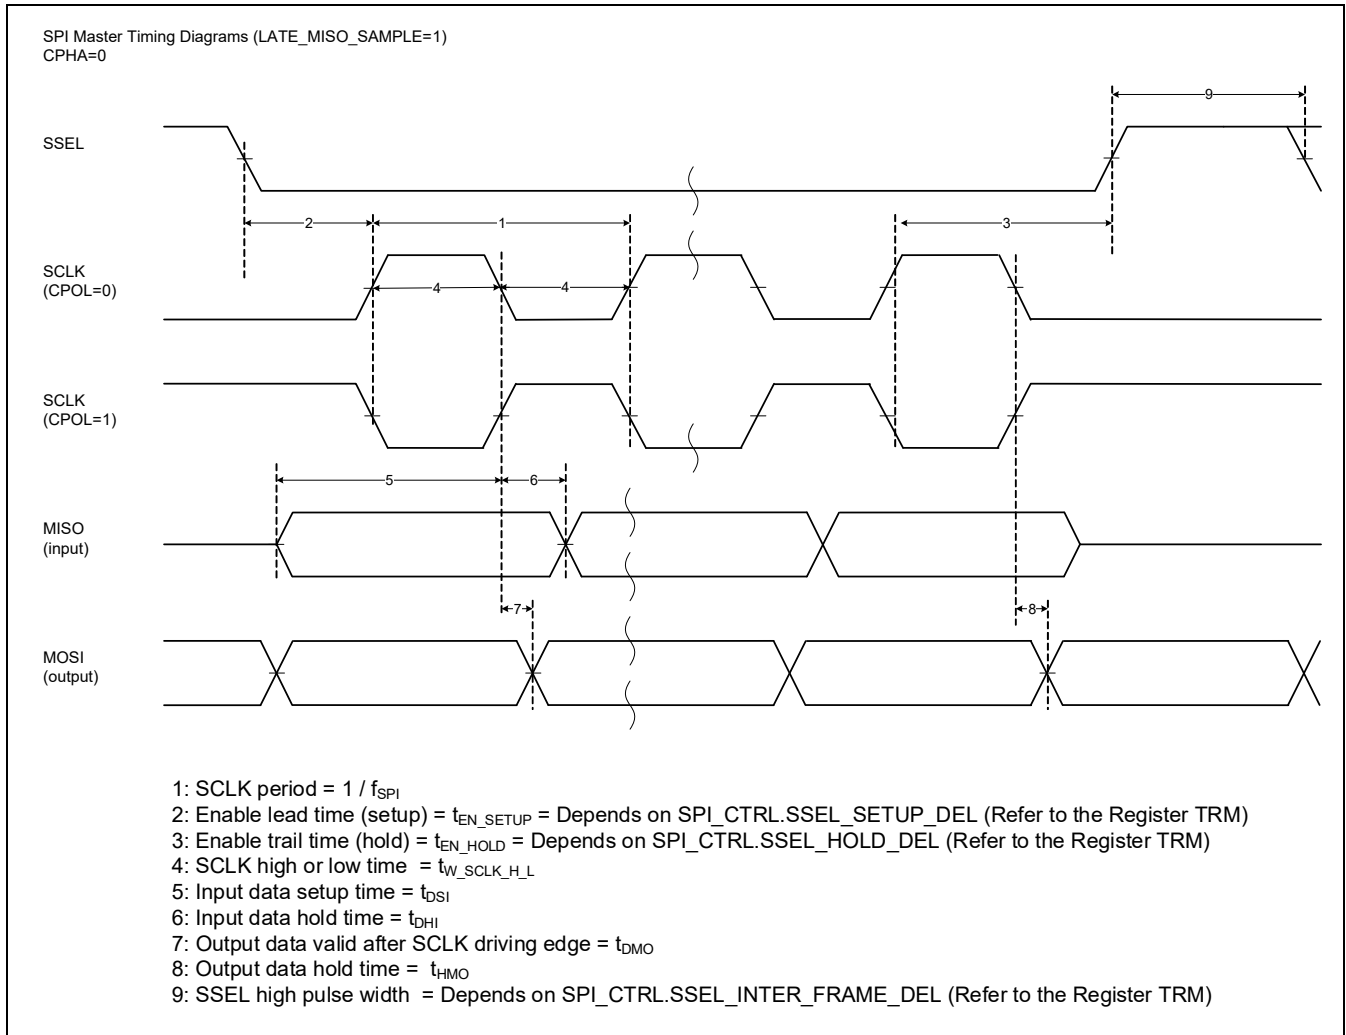 SPI Master Timing Diagrams (LATE_MISO_SAMPLE=1)
CPHA=0
9
SSEL
2
1
3
SCLK
(CPOL=0)
4
4
SCLK
(CPOL=1)
5
6
MISO
(input)
7
8
MOSI
(output)
1: SCLK period = 1 / fSPI
2: Enable lead time (setup) = tEN_SETUP = Depends on SPI_CTRL.SSEL_SETUP_DEL (Refer to the Register TRM)
3: Enable trail time (hold) = tEN_HOLD = Depends on SPI_CTRL.SSEL_HOLD_DEL (Refer to the Register TRM)
4: SCLK high or low time = tW_SCLK_H_L
5: Input data setup time = tDSI
6: Input data hold time = tDHI
7: Output data valid after SCLK driving edge = tDMO
8: Output data hold time = tHMO
9: SSEL high pulse width = Depends on SPI_CTRL.SSEL_INTER_FRAME_DEL (Refer to the Register TRM)